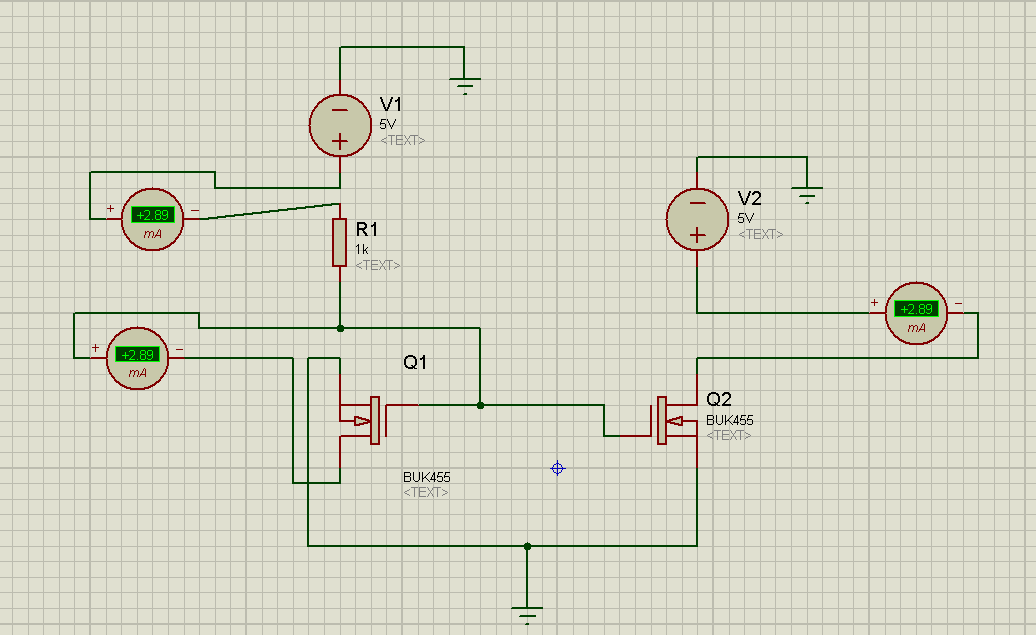 V1
5V
<TEXT>
+
+2.89
mA
−
R1
1k
<TEXT>
V2
5V
<TEXT>
+
+2.89
mA
−
+
+2.89
mA
−
Q1
BUK455
<TEXT>
Q2
BUK455
<TEXT>